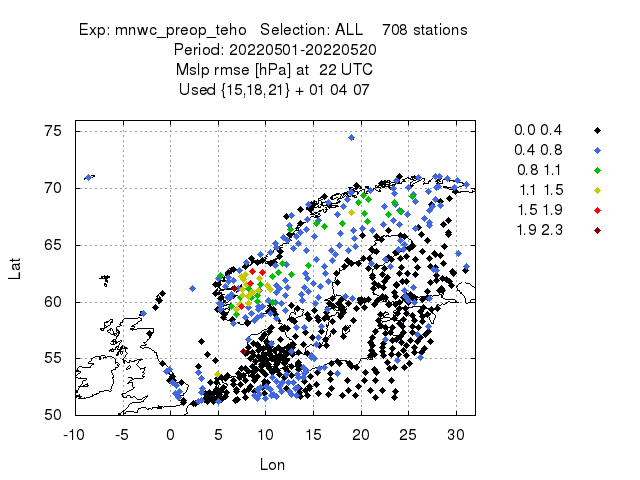 Exp: mnwc_preop_teho   Selection: ALL    708 stations
Period: 20220501-20220520
Mslp rmse [hPa] at  22 UTC
Used {15,18,21} + 01 04 07
75
70
65
60
55
50
Lat
-10 -5 0 5 10 15 20 25 30
Lon
0.0 0.4
0.4 0.8
0.8 1.1
1.1 1.5
1.5 1.9
1.9 2.3